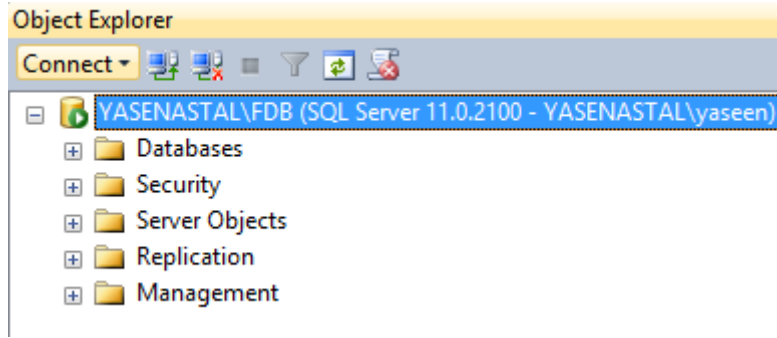 Object Explorer
Connect
YASENASTAL\FDB (SQL Server 11.0.2100 - YASENASTAL\yaseen)
Databases
Security
Server Objects
Replication
Management